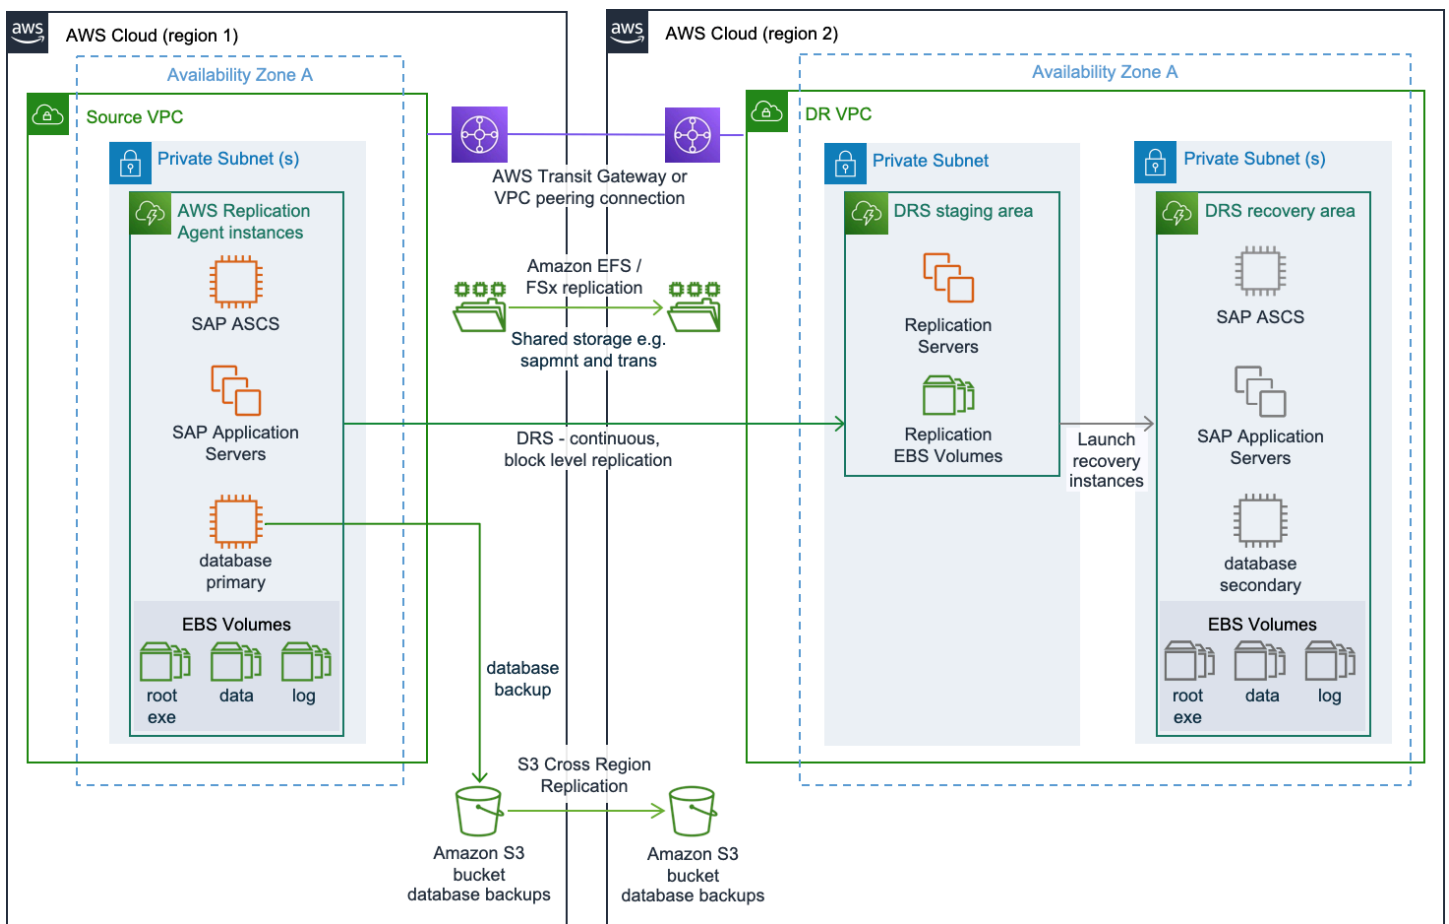 aws
AWS Cloud (region 1)
Availability Zone A
Source VPC
Private Subnet (s)
AWS Replication
Agent instances
SAP ASCS
SAP Application
Servers
database
primary
EBS Volumes
root
exe
data
log
AWS Transit Gateway or
VPC peering connection
Amazon EFS /
FSx replication
Shared storage e.g.
sapmnt and trans
DRS - continuous,
block level replication
database
backup
S3 Cross Region
Replication
Amazon S3
bucket
database backups
Amazon S3
bucket
database backups
aws
AWS Cloud (region 2)
Availability Zone A
DR VPC
Private Subnet
DRS staging area
Replication
Servers
Replication
EBS Volumes
Launch
recovery
instances
Private Subnet (s)
DRS recovery area
SAP ASCS
SAP Application
Servers
database
secondary
EBS Volumes
root
exe
data
log